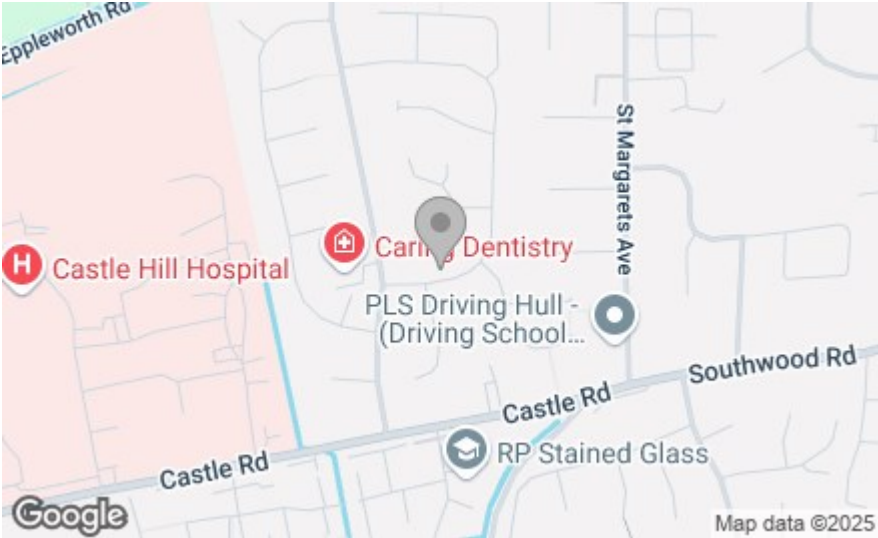 Eppleworth Rd
St Margarets Ave
Caring Dentistry
H
Castle Hill Hospital
PLS Driving Hull -
(Driving School...
Southwood Rd
Castle Rd
RP Stained Glass
Castle Rd
Google
Map data ©2025